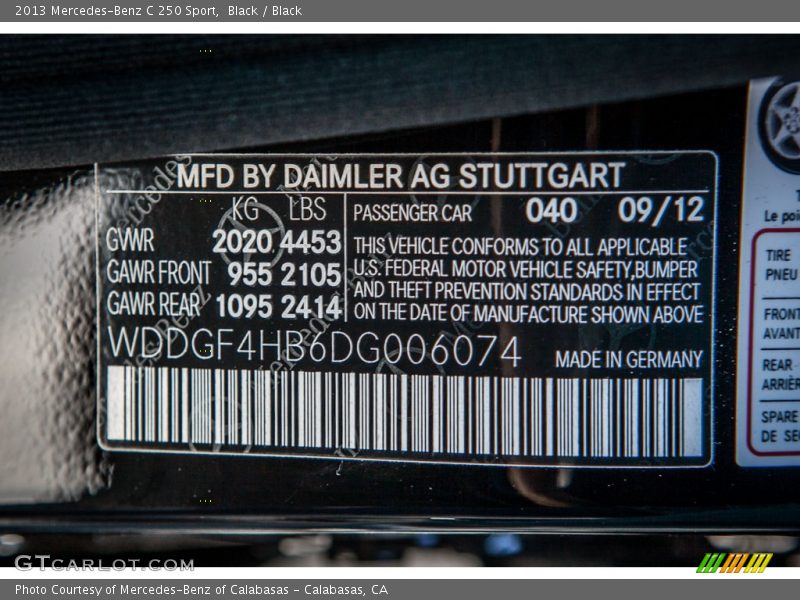 2013 Mercedes-Benz C 250 Sport,  Black / Black
MFD BY DAIMLER AG STUTTGART
KG LBS
GVWR 2020 4453
GAWR FRONT 955 2105
GAWR REAR 1095 2414
PASSENGER CAR 040 09/12
THIS VEHICLE CONFORMS TO ALL APPLICABLE
U.S. FEDERAL MOTOR VEHICLE SAFETY,BUMPER
AND THEFT PREVENTION STANDARDS IN EFFECT
ON THE DATE OF MANUFACTURE SHOWN ABOVE
WDDGF4HB6DG006074 MADE IN GERMANY
Le poi
TIRE
PNEU
FRONT
AVANT
REAR
ARRIÈR
SPARE
DE SE
GTCARLOT.COM
Photo Courtesy of Mercedes-Benz of Calabasas - Calabasas, CA